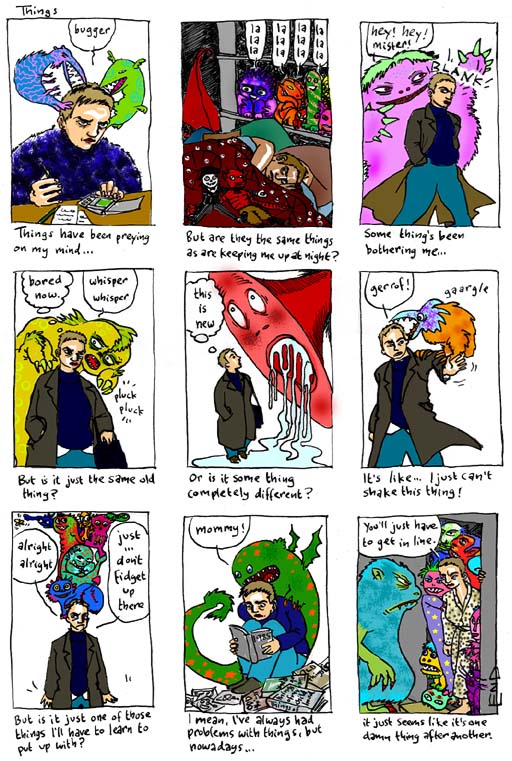 Things
bugger
Things have been preying
on my mind...
la la la la
la la la la
la la la la
But are they the same things
as are keeping me up at night?
hey! hey!
mister!
BLANK
Some thing's been
bothering me...
bored
now.
whisper
whisper
pluck
pluck
But is it just the same old
thing?
this
is
new
Or is it some thing
completely different?
gerrof!
gaargle
It's like... I just can't
shake this thing!
alright
alright
just
...
don't
fidget
up
there
But is it just one of those
things I'll have to learn to
put up with?
mommy!
I mean, I've always had
problems with things, but
nowadays...
You'll just have
to get in line.
END
it just seems like it's one
damn thing after another.